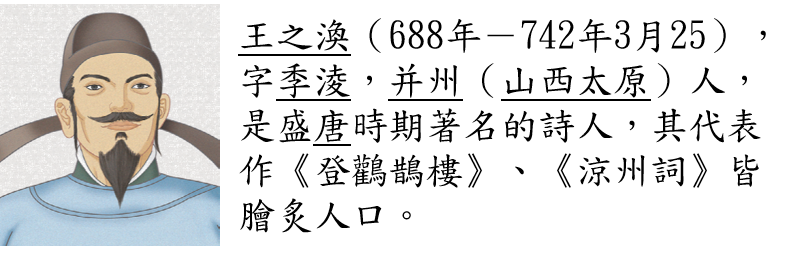 王之渙（688年－742年3月25），
字季淩，并州（山西太原）人，
是盛唐時期著名的詩人，其代表
作《登鸛鵲樓》、《涼州詞》皆
膾炙人口。